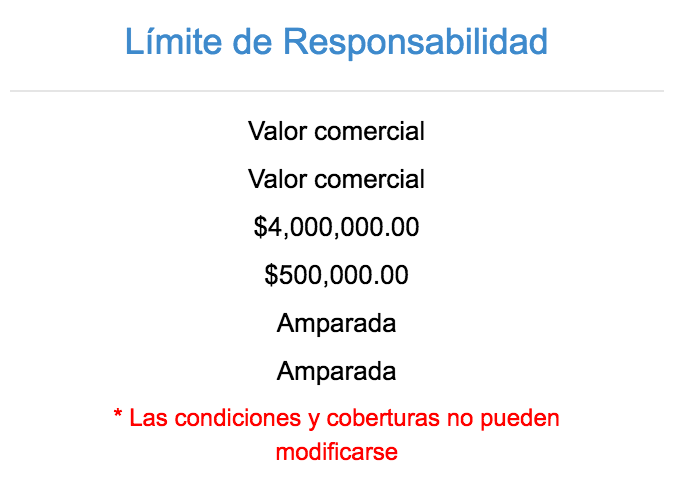 Límite de Responsabilidad
Valor comercial
Valor comercial
$4,000,000.00
$500,000.00
Amparada
Amparada
* Las condiciones y coberturas no pueden
modificarse